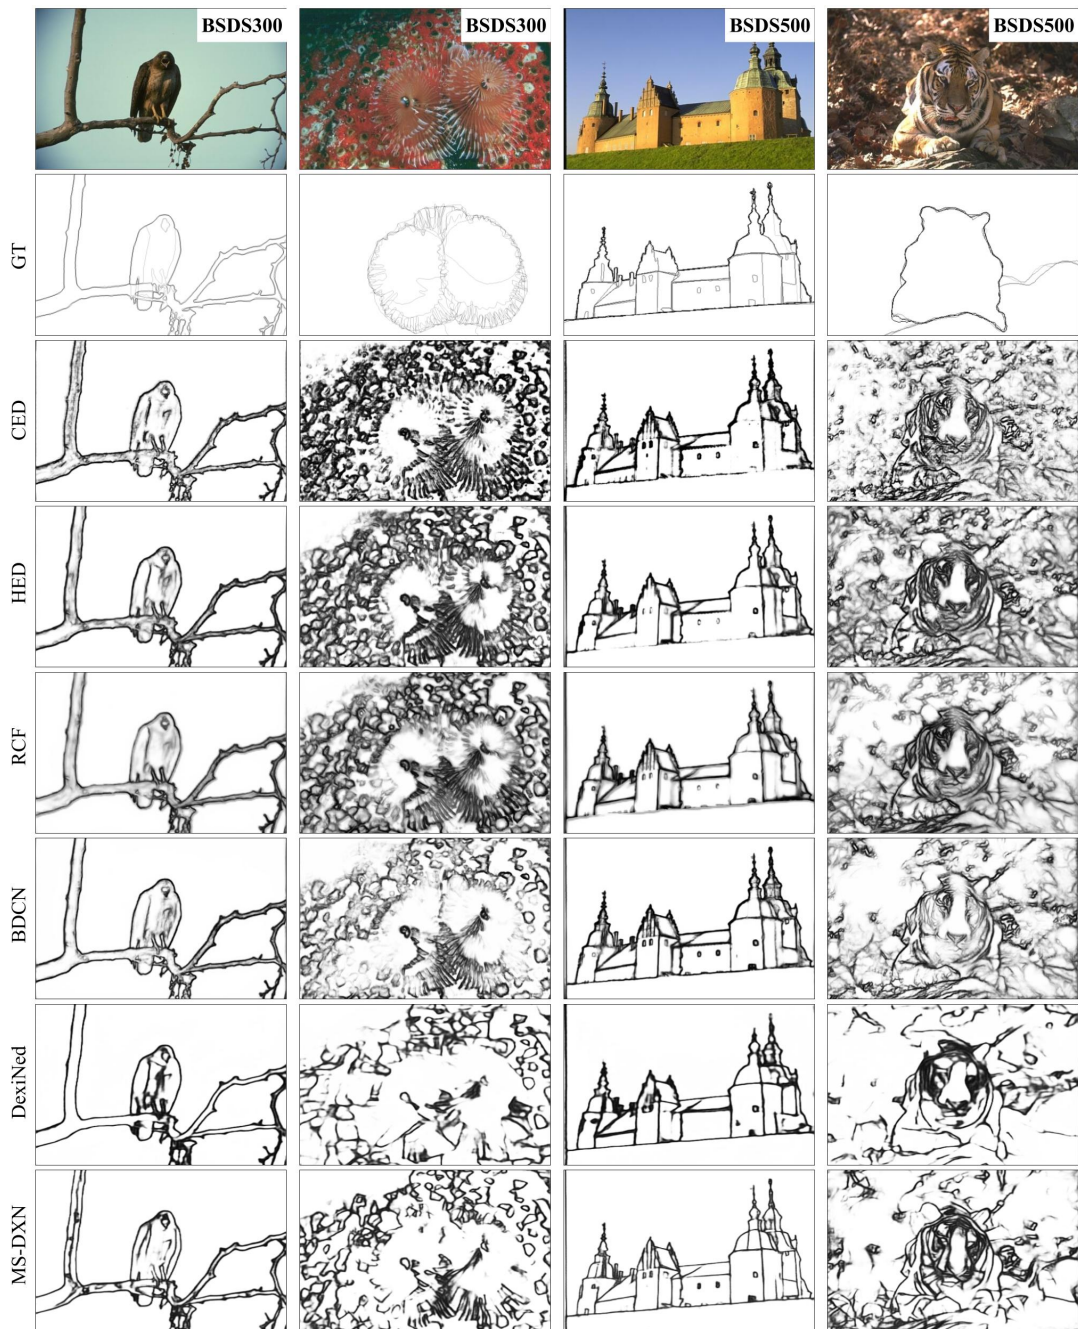 BSDS300
BSDS300
BSDS500
BSDS500
GT
CED
HED
RCF
BDCN
DexiNed
MS-DXN